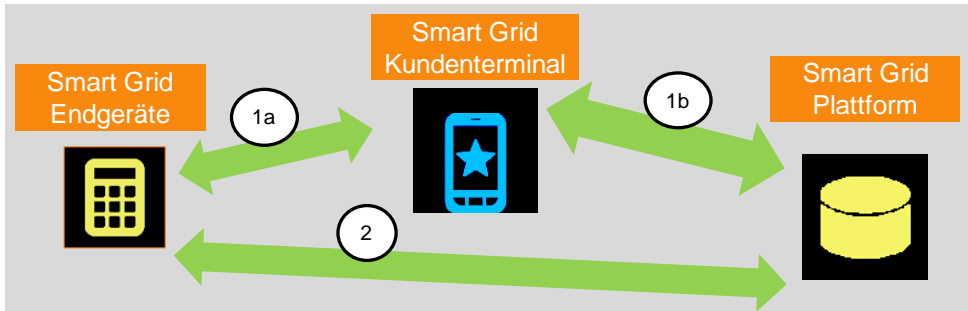 Smart Grid
Endgeräte
1a
Smart Grid
Kundenterminal
1b
Smart Grid
Plattform
2